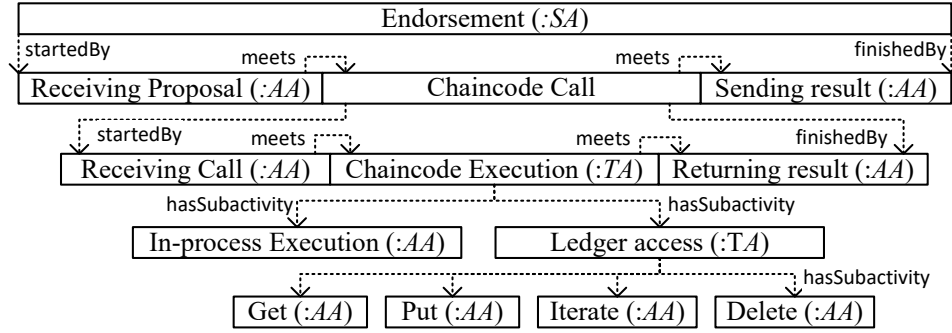 Endorsement (:SA)
startedBy meets meets finishedBy
Receiving Proposal (:AA) Chaincode Call Sending result (:AA)
startedBy meets meets finishedBy
Receiving Call (:AA) Chaincode Execution (:TA) Returning result (:AA)
hasSubactivity hasSubactivity
In-process Execution (:AA) Ledger access (:TA)
hasSubactivity
Get (:AA) Put (:AA) Iterate (:AA) Delete (:AA)